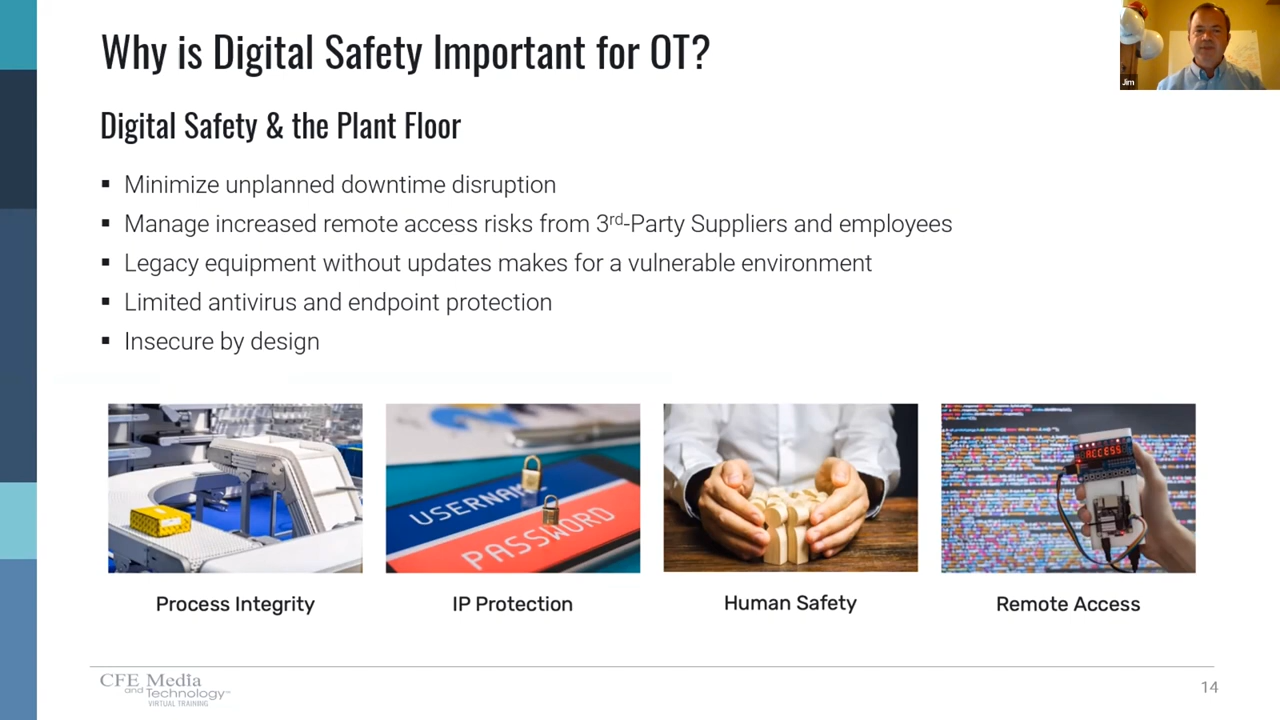 Why is Digital Safety Important for OT?
Jim
Digital Safety & the Plant Floor
▪ Minimize unplanned downtime disruption
▪ Manage increased remote access risks from 3rd-Party Suppliers and employees
▪ Legacy equipment without updates makes for a vulnerable environment
▪ Limited antivirus and endpoint protection
▪ Insecure by design
USERNAME
PASSWORD
ACCESS
Process Integrity
IP Protection
Human Safety
Remote Access
CFE Media
and Technology
VIRTUAL TRAINING
14